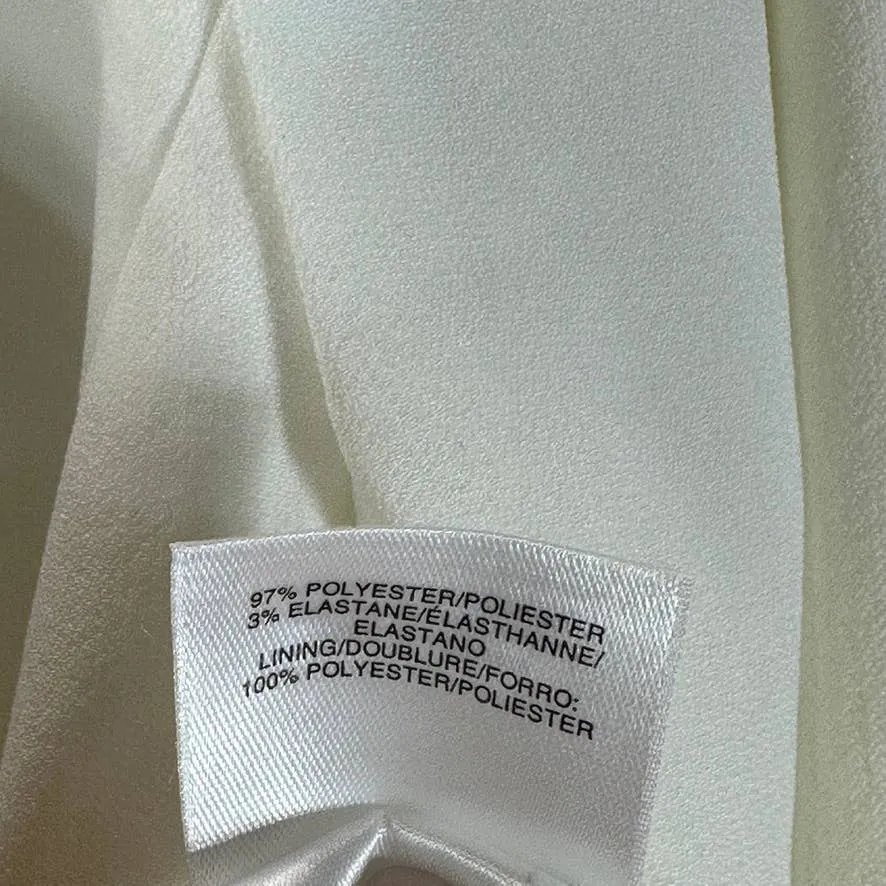 97% POLYESTER/POLIESTER
3% ELASTANE/ÉLASTHANNE/
ELASTANO
LINING/DOUBLURE/FORRO:
100% POLYESTER/POLIESTER